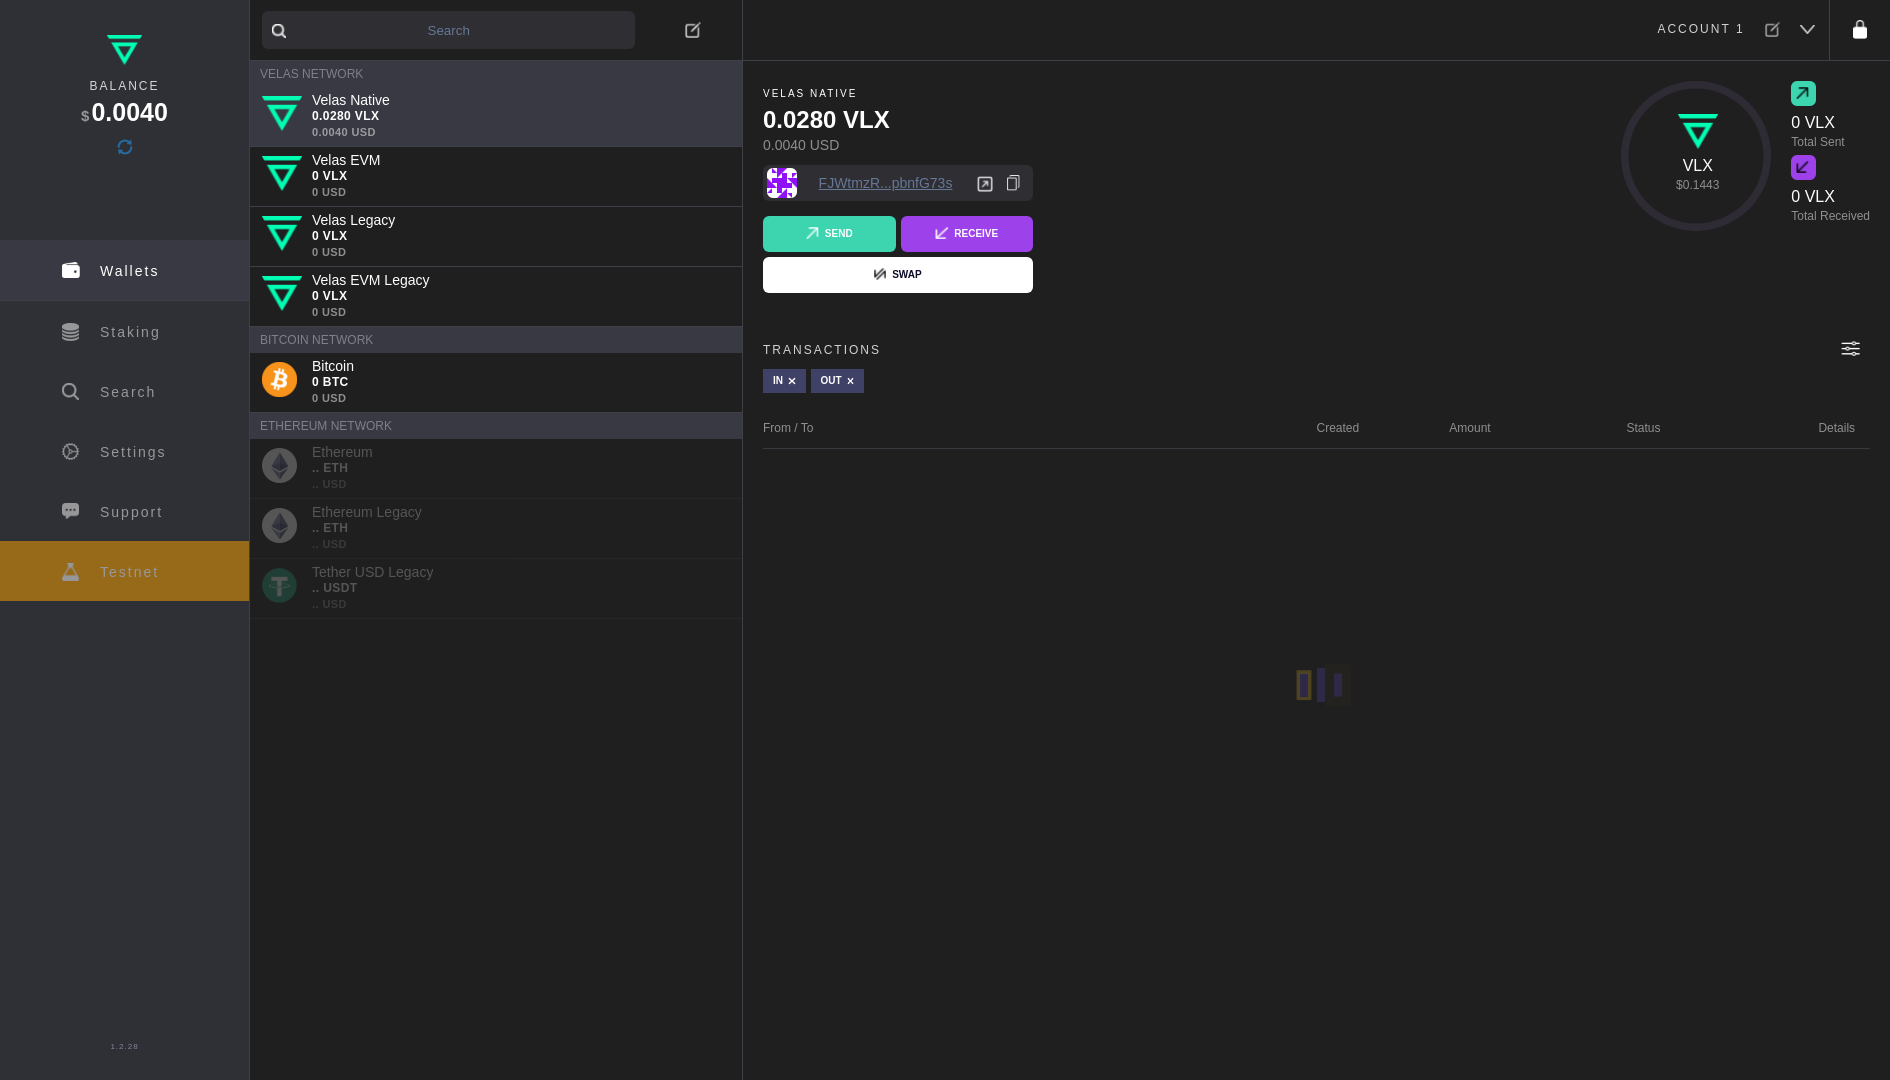 BALANCE
$ 0.0040
Wallets
Staking
Search
Settings
Support
Testnet
1.2.28
Search
VELAS NETWORK
Velas Native
0.0280 VLX
0.0040 USD
Velas EVM
0 VLX
0 USD
Velas Legacy
0 VLX
0 USD
Velas EVM Legacy
0 VLX
0 USD
BITCOIN NETWORK
Bitcoin
0 BTC
0 USD
ETHEREUM NETWORK
Ethereum
.. ETH
.. USD
Ethereum Legacy
.. ETH
.. USD
Tether USD Legacy
.. USDT
.. USD
ACCOUNT 1
VELAS NATIVE
0.0280 VLX
0.0040 USD
FJWtmzR...pbnfG73s
SEND
RECEIVE
SWAP
VLX
$0.1443
0 VLX
Total Sent
0 VLX
Total Received
TRANSACTIONS
IN ×
OUT ×
From / To Created Amount Status Details